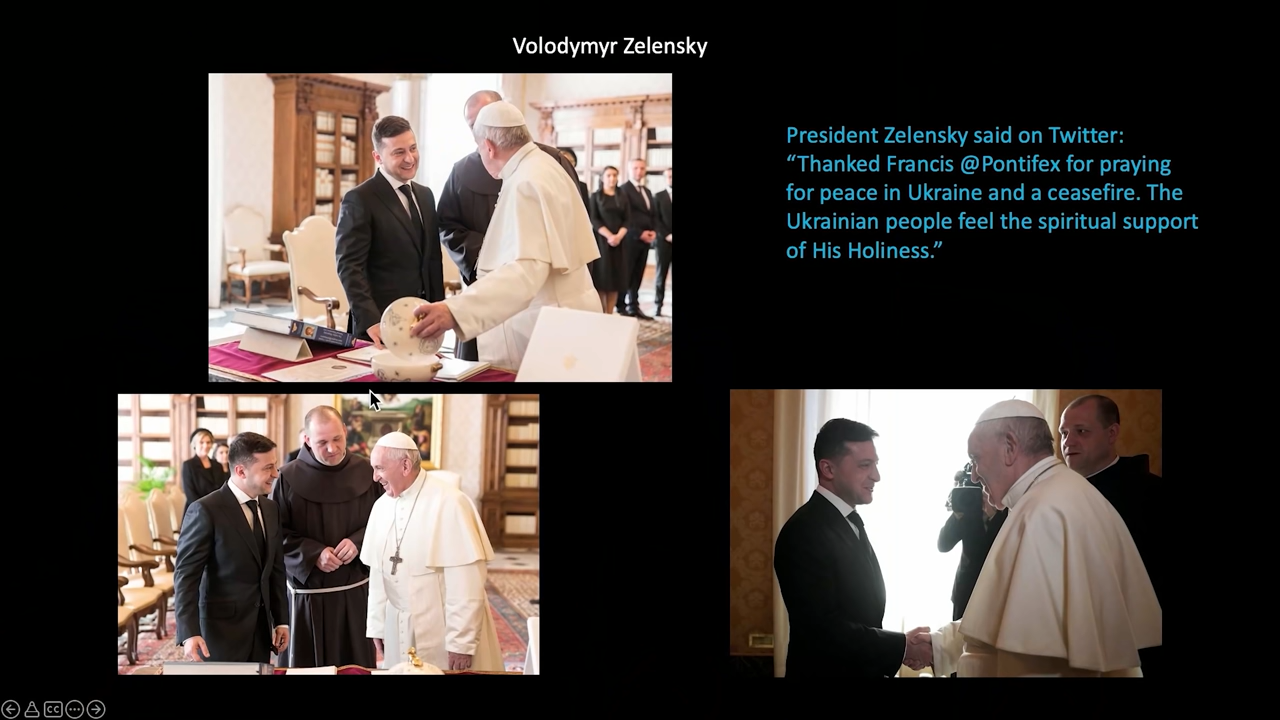 Volodymyr Zelensky
President Zelensky said on Twitter:
“Thanked Francis @Pontifex for praying
for peace in Ukraine and a ceasefire. The
Ukrainian people feel the spiritual support
of His Holiness.”
CC